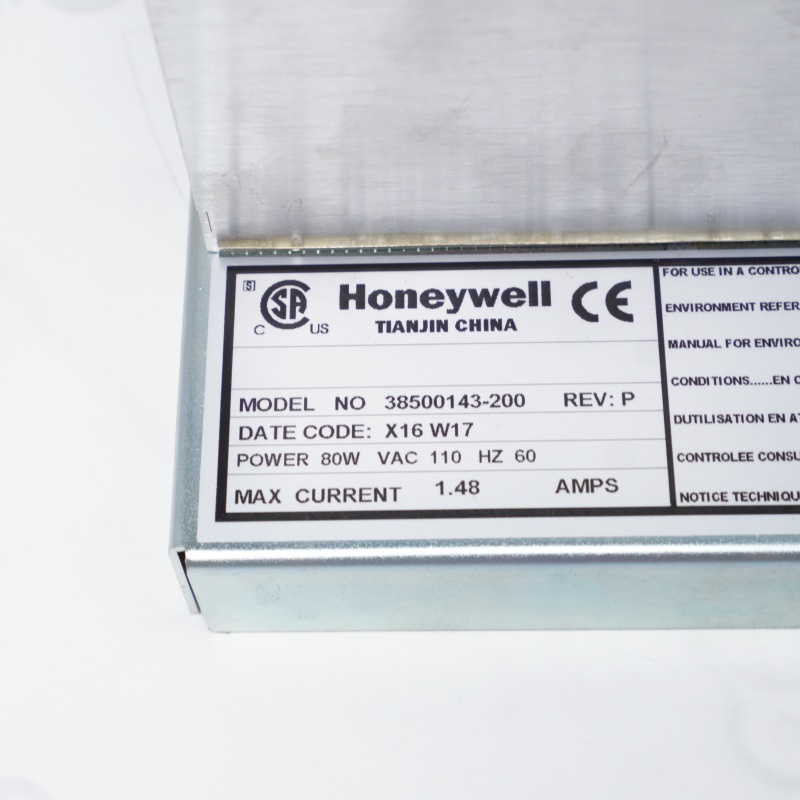 S
CSA
C US
Honeywell
CE
TIANJIN CHINA
MODEL NO 38500143-200 REV: P
DATE CODE: X16 W17
POWER 80W VAC 110 HZ 60
MAX CURRENT 1.48 AMPS
FOR USE IN A CONTRO
ENVIRONMENT REFER
MANUAL FOR ENVIRO
CONDITIONS......EN C
DUTILISATION EN AT
CONTROLEE CONSU
NOTICE TECHNIQU